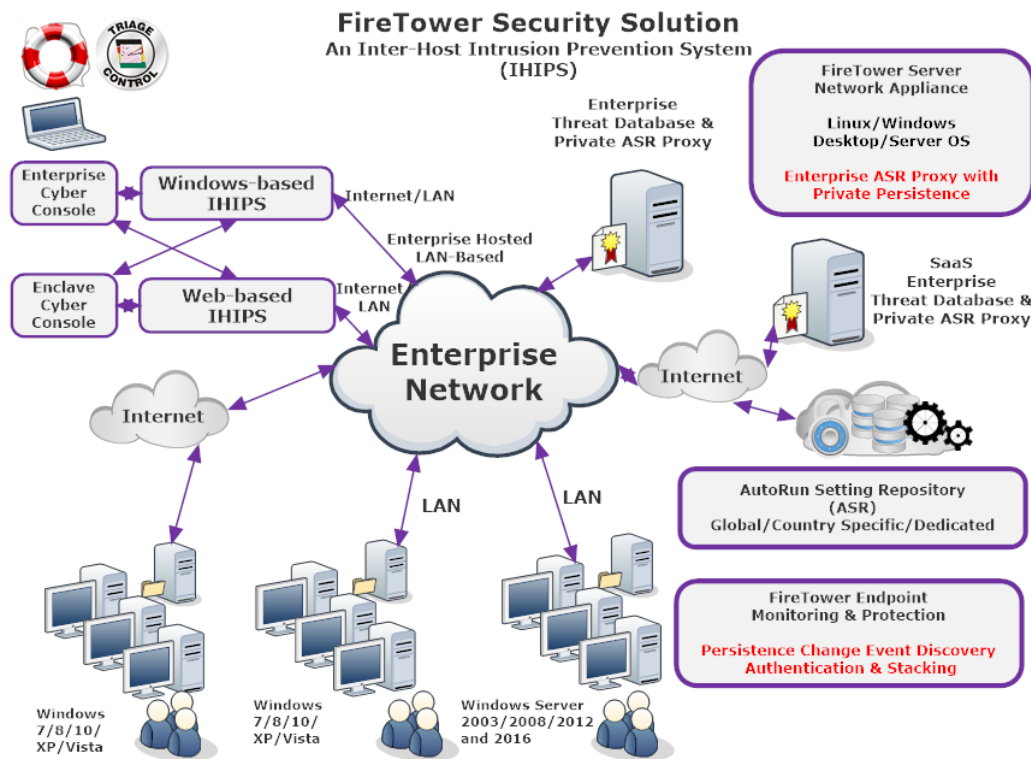 FireTower Security Solution
An Inter-Host Intrusion Prevention System
(IHIPS)
TRIAGE
CONTROL
Enterprise
Cyber
Console
Windows-based
IHIPS
Internet/LAN
Enterprise Hosted
LAN-Based
Enclave
Cyber
Console
Web-based
IHIPS
Internet
LAN
Enterprise
Threat Database &
Private ASR Proxy
FireTower Server
Network Appliance
Linux/Windows
Desktop/Server OS
Enterprise ASR Proxy with
Private Persistence
SaaS
Enterprise
Threat Database &
Private ASR Proxy
Enterprise
Network
Internet
Internet
LAN
LAN
AutoRun Setting Repository
(ASR)
Global/Country Specific/Dedicated
FireTower Endpoint
Monitoring & Protection
Persistence Change Event Discovery
Authentication & Stacking
Windows
7/8/10/
XP/Vista
Windows
7/8/10/
XP/Vista
Windows Server
2003/2008/2012
and 2016